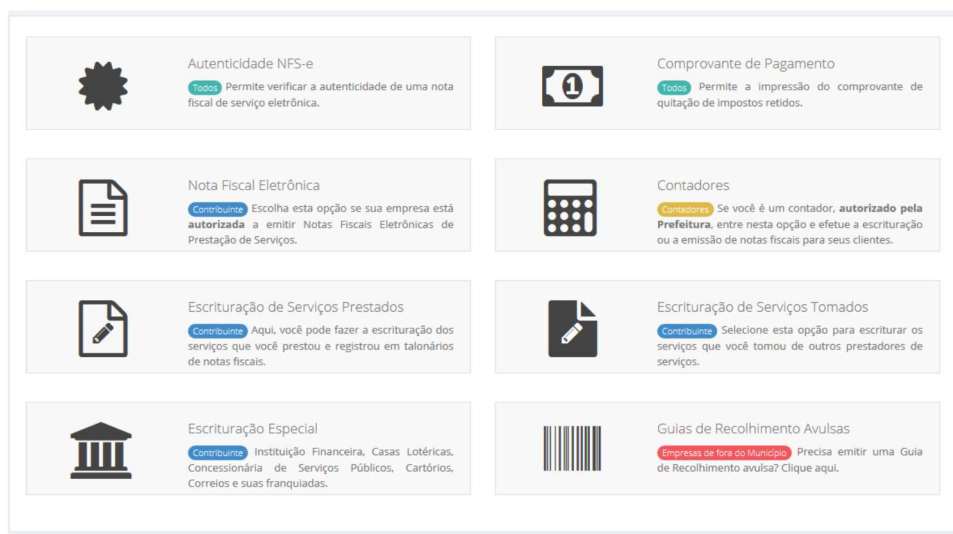 Autenticidade NFS-e
Todos Permite verificar a autenticidade de uma nota
fiscal de serviço eletrônica.
1
Comprovante de Pagamento
Todos Permite a impressão do comprovante de
quitação de impostos retidos.
Nota Fiscal Eletrônica
Contribuinte Escolha esta opção se sua empresa está
autorizada a emitir Notas Fiscais Eletrônicas de
Prestação de Serviços.
Contadores
Contadores Se você é um contador, autorizado pela
Prefeitura, entre nesta opção e efetue a escrituração
ou a emissão de notas fiscais para seus clientes.
Escrituração de Serviços Prestados
Contribuinte Aqui, você pode fazer a escrituração dos
serviços que você prestou e registrou em talonários
de notas fiscais.
Escrituração de Serviços Tomados
Contribuinte Selecione esta opção para escriturar os
serviços que você tomou de outros prestadores de
serviços.
Escrituração Especial
Contribuinte Instituição Financeira, Casas Lotéricas,
Concessionária de Serviços Públicos, Cartórios,
Correios e suas franquiadas.
Guias de Recolhimento Avulsas
Empresas de fora do Município Precisa emitir uma Guia
de Recolhimento avulsa? Clique aqui.